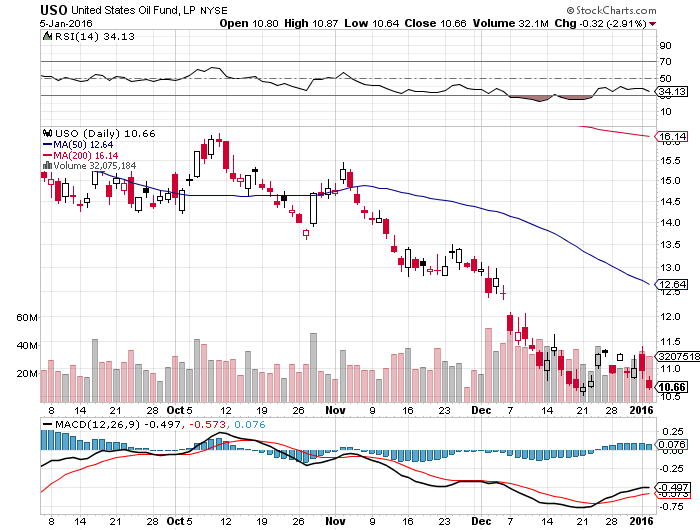 USO United States Oil Fund, LP NYSE
© StockCharts.com
5-Jan-2016
Open 10.80 High 10.87 Low 10.64 Close 10.66 Volume 32.1M Chg -0.32 (-2.91%)
RSI(14) 34.13
90
70
50
30
10
34.13
USO (Daily) 10.66
MA(50) 12.64
MA(200) 16.14
Volume 32,075,184
16.14
15.5
15.0
14.5
14.0
13.5
13.0
12.64
12.5
12.0
11.5
3207518
11.0
10.66
10.5
60M
40M
20M
8 14 21 28 Oct 5 12 19 26 Nov 9 16 23 Dec 7 14 21 28 2016
MACD(12,26,9) -0.497, -0.573, 0.076
0.25
0.076
0.00
-0.497
-0.573
-0.75
8 14 21 28 Oct 5 12 19 26 Nov 9 16 23 Dec 7 14 21 28 2016